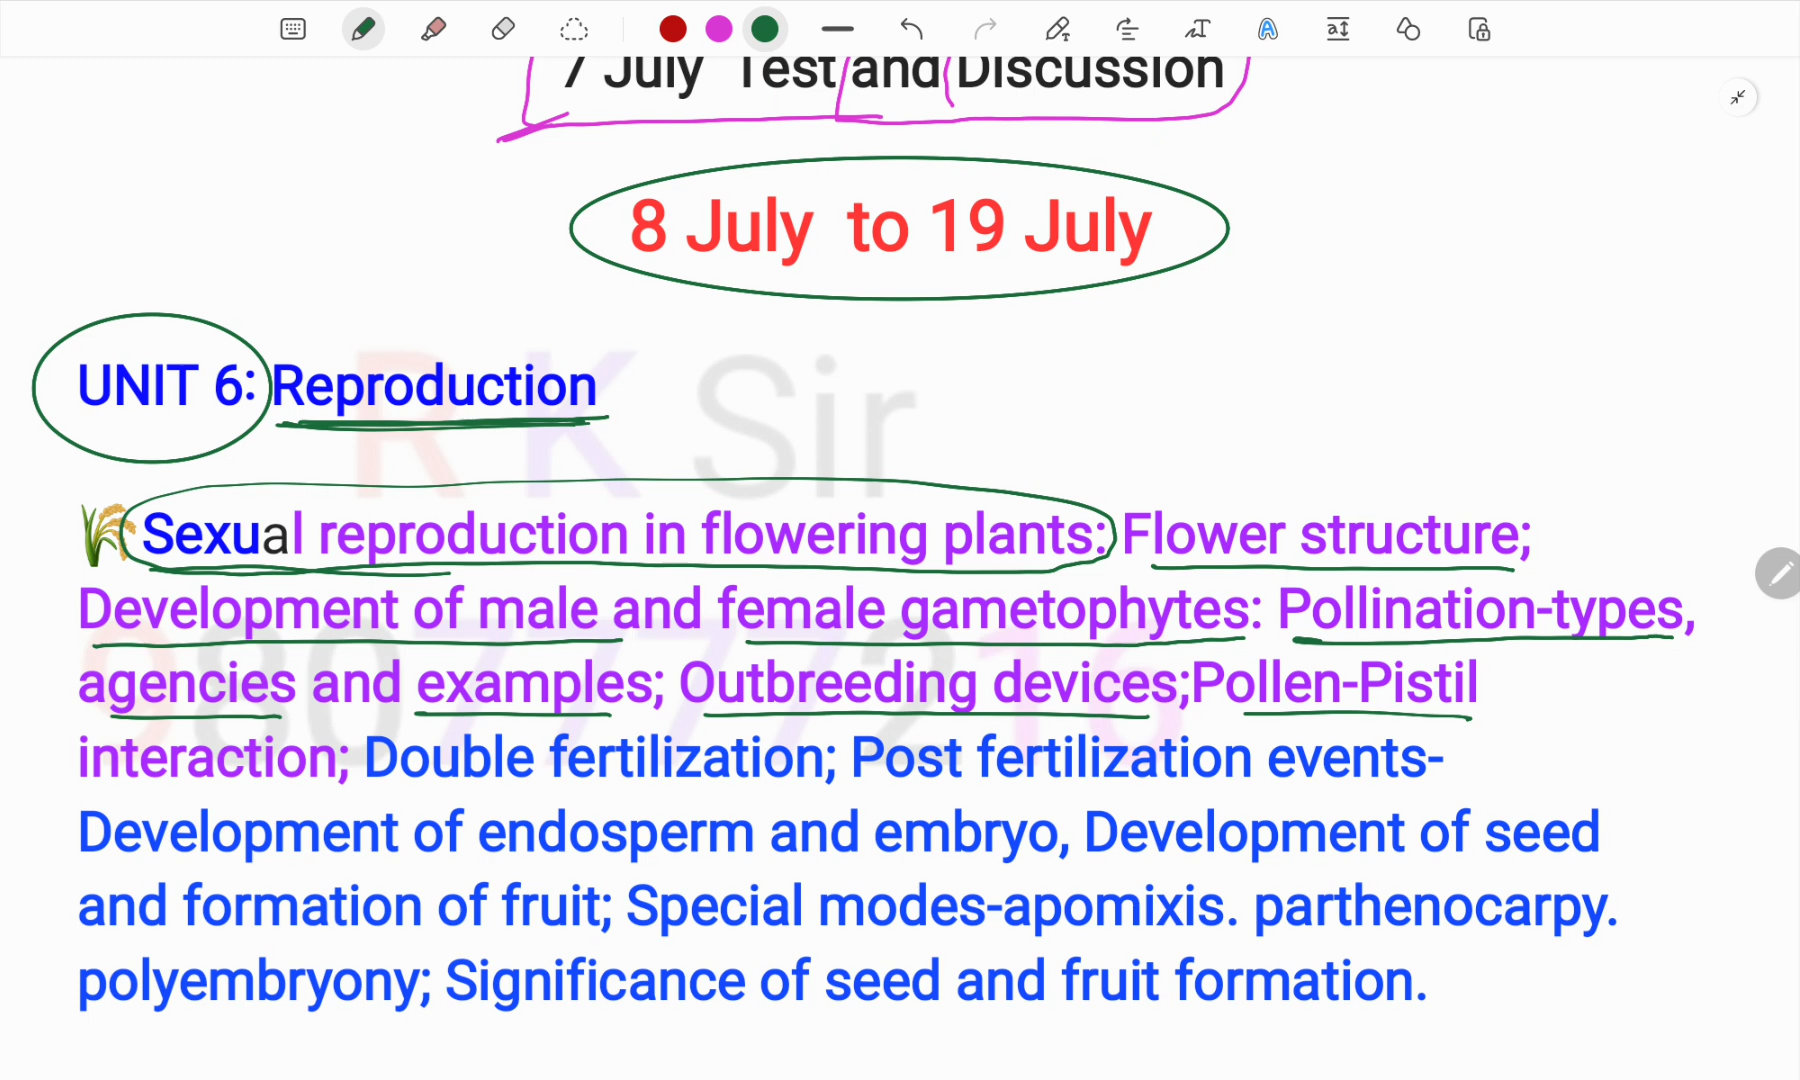 7 July Test and Discussion
8 July to 19 July
UNIT 6: Reproduction
R K Sir
Sexual reproduction in flowering plants: Flower structure;
Development of male and female gametophytes: Pollination-types,
agencies and examples; Outbreeding devices;Pollen-Pistil
interaction; Double fertilization; Post fertilization events-
Development of endosperm and embryo, Development of seed
and formation of fruit; Special modes-apomixis. parthenocarpy.
polyembryony; Significance of seed and fruit formation.